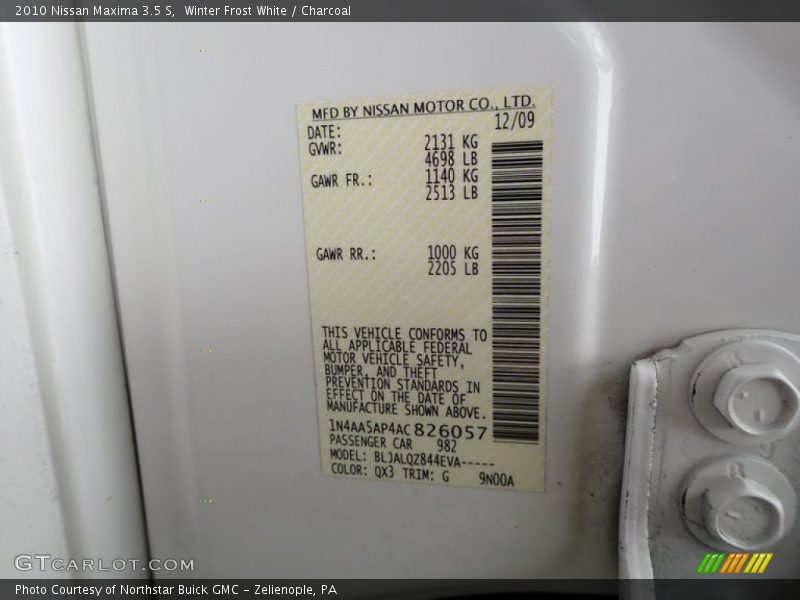 2010 Nissan Maxima 3.5 S, Winter Frost White / Charcoal
MFD BY NISSAN MOTOR CO., LTD.
DATE: 12/09
GVWR: 2131 KG
4698 LB
GAWR FR.: 1140 KG
2513 LB
GAWR RR.: 1000 KG
2205 LB
THIS VEHICLE CONFORMS TO
ALL APPLICABLE FEDERAL
MOTOR VEHICLE SAFETY,
BUMPER, AND THEFT
PREVENTION STANDARDS IN
EFFECT ON THE DATE OF
MANUFACTURE SHOWN ABOVE.
1N4AA5AP4AC826057
PASSENGER CAR 982
MODEL: BLJALQZ844EVA-----
COLOR: QX3 TRIM: G 9N00A
GTCARLOT.COM
Photo Courtesy of Northstar Buick GMC - Zelienople, PA